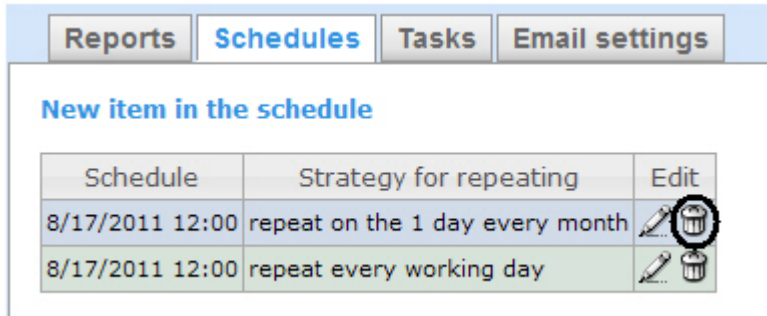 Reports Schedules Tasks Email settings
New item in the schedule
Schedule Strategy for repeating Edit
8/17/2011 12:00 repeat on the 1 day every month
8/17/2011 12:00 repeat every working day